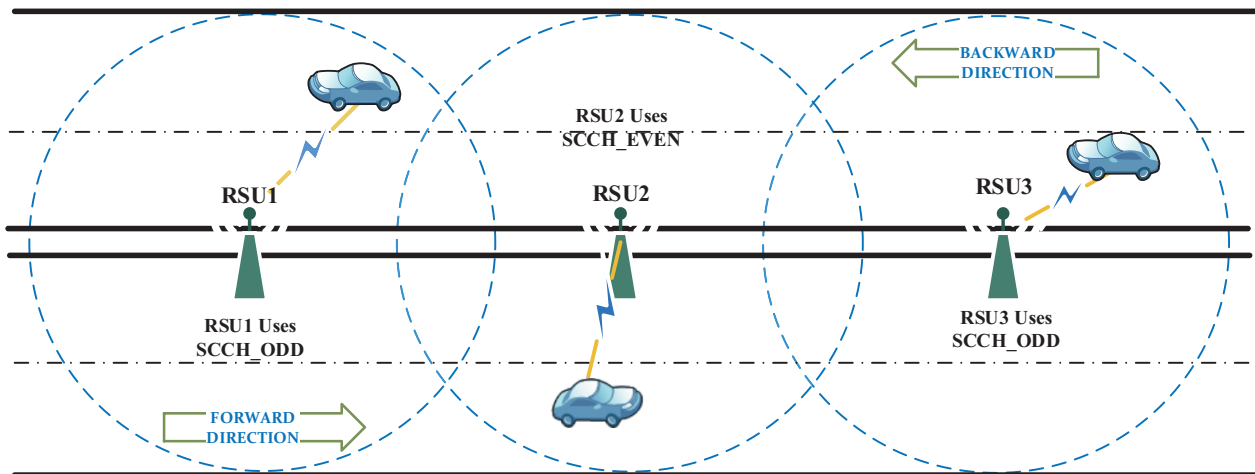 BACKWARD
DIRECTION
RSU2 Uses
SCCH_EVEN
RSU1
RSU2
RSU3
RSU1 Uses
SCCH_ODD
RSU3 Uses
SCCH_ODD
FORWARD
DIRECTION